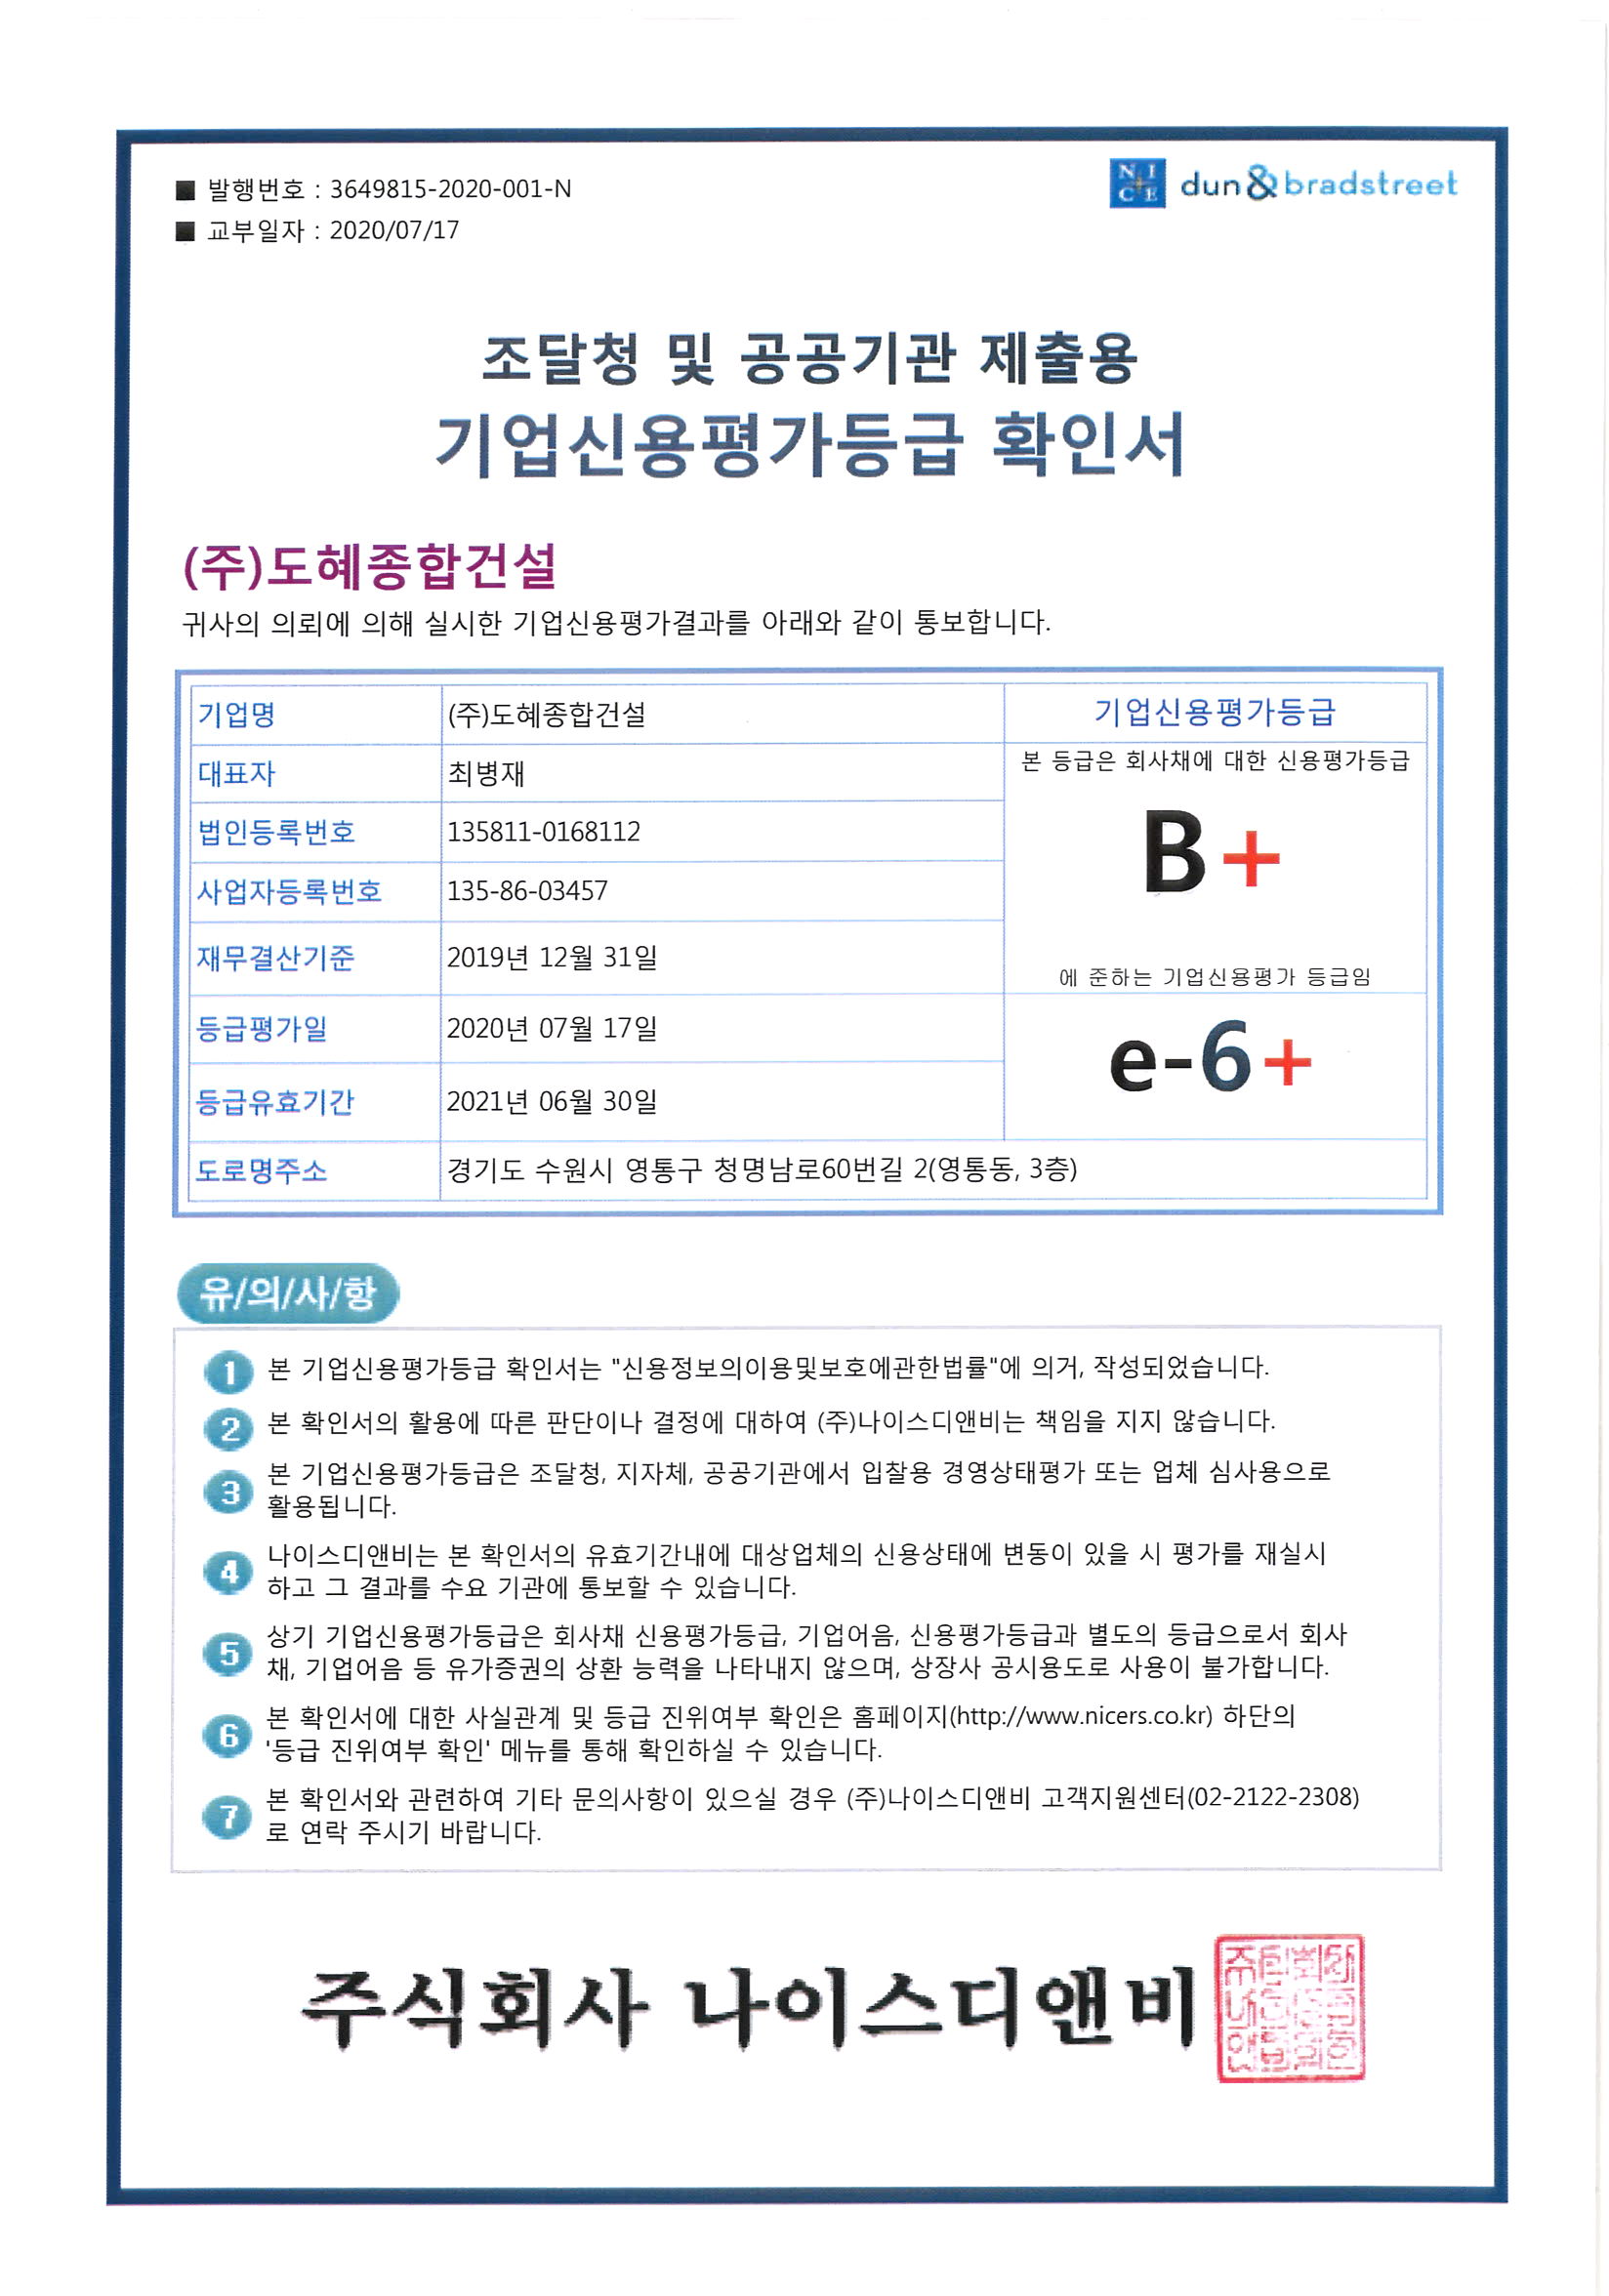 ■ 발행번호 : 3649815-2020-001-N
■ 교부일자 : 2020/07/17
NICE dun&bradstreet
조달청 및 공공기관 제출용
기업신용평가등급 확인서
(주)도혜종합건설
귀사의 의뢰에 의해 실시한 기업신용평가결과를 아래와 같이 통보합니다.
기업명 (주)도혜종합건설 기업신용평가등급
대표자 최병재 본 등급은 회사채에 대한 신용평가등급
법인등록번호 135811-0168112
B+
사업자등록번호 135-86-03457
재무결산기준 2019년 12월 31일
에 준하는 기업신용평가 등급임
등급평가일 2020년 07월 17일
e-6+
등급유효기간 2021년 06월 30일
도로명주소 경기도 수원시 영통구 청명남로60번길 2(영통동, 3층)
유/의/사/항
1 본 기업신용평가등급 확인서는 "신용정보의이용및보호에관한법률"에 의거, 작성되었습니다.
2 본 확인서의 활용에 따른 판단이나 결정에 대하여 (주)나이스디앤비는 책임을 지지 않습니다.
3 본 기업신용평가등급은 조달청, 지자체, 공공기관에서 입찰용 경영상태평가 또는 업체 심사용으로
활용됩니다.
4 나이스디앤비는 본 확인서의 유효기간내에 대상업체의 신용상태에 변동이 있을 시 평가를 재실시
하고 그 결과를 수요 기관에 통보할 수 있습니다.
5 상기 기업신용평가등급은 회사채 신용평가등급, 기업어음, 신용평가등급과 별도의 등급으로서 회사
채, 기업어음 등 유가증권의 상환 능력을 나타내지 않으며, 상장사 공시용도로 사용이 불가합니다.
6 본 확인서에 대한 사실관계 및 등급 진위여부 확인은 홈페이지(http://www.nicers.co.kr) 하단의
'등급 진위여부 확인' 메뉴를 통해 확인하실 수 있습니다.
7 본 확인서와 관련하여 기타 문의사항이 있으실 경우 (주)나이스디앤비 고객지원센터(02-2122-2308)
로 연락 주시기 바랍니다.
주식회사 나이스디앤비